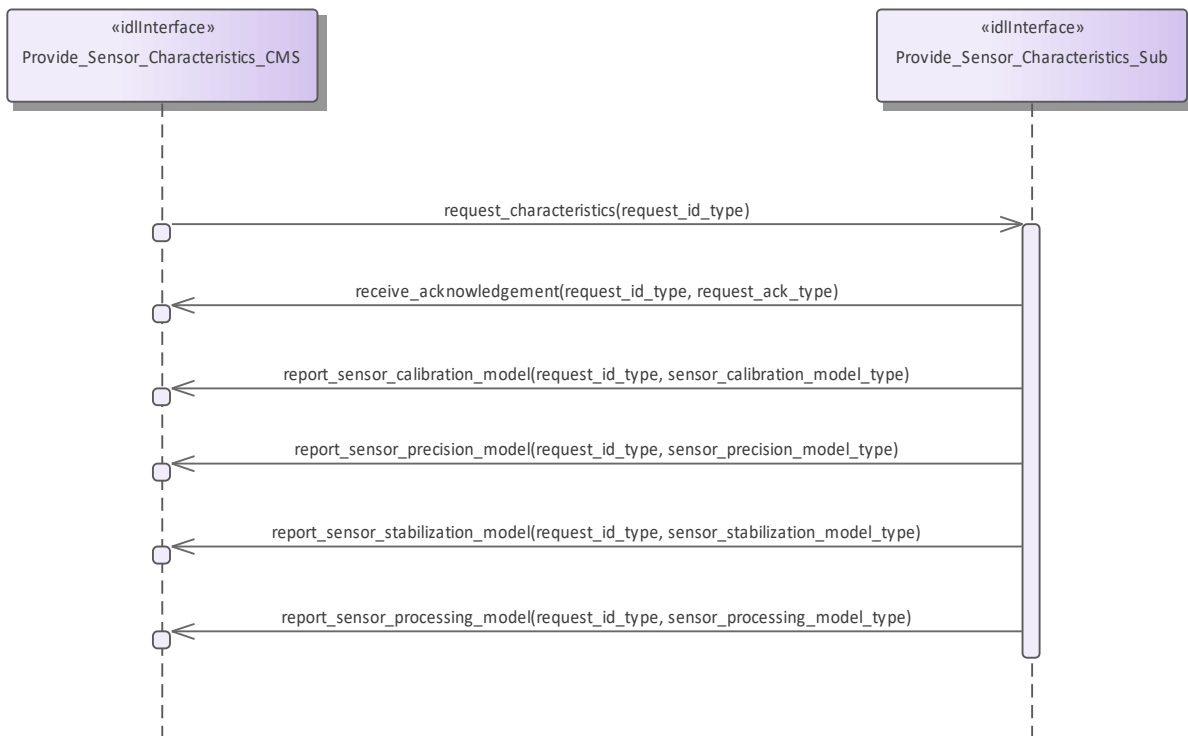 «idlInterface»
Provide_Sensor_Characteristics_CMS
«idlInterface»
Provide_Sensor_Characteristics_Sub
request_characteristics(request_id_type)
receive_acknowledgement(request_id_type, request_ack_type)
report_sensor_calibration_model(request_id_type, sensor_calibration_model_type)
report_sensor_precision_model(request_id_type, sensor_precision_model_type)
report_sensor_stabilization_model(request_id_type, sensor_stabilization_model_type)
report_sensor_processing_model(request_id_type, sensor_processing_model_type)